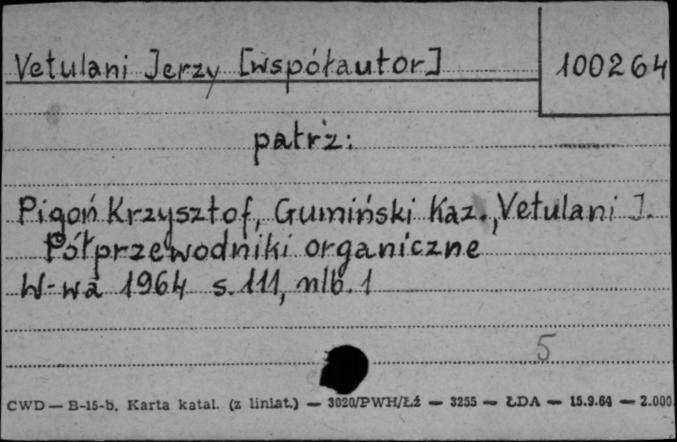 Vetulani Jerzy [współautor]
100264
patrz:
Pigoń Krzysztof, Gumiński Kaz., Vetulani J.
Półprzewodniki organiczne
W-wa 1964 s. 111, nlb. 1
5
CWD — B-15-b. Karta katal. (z liniat.) — 3020/PWH/Łź — 3255 — ŁDA — 15.9.64 — 2.000